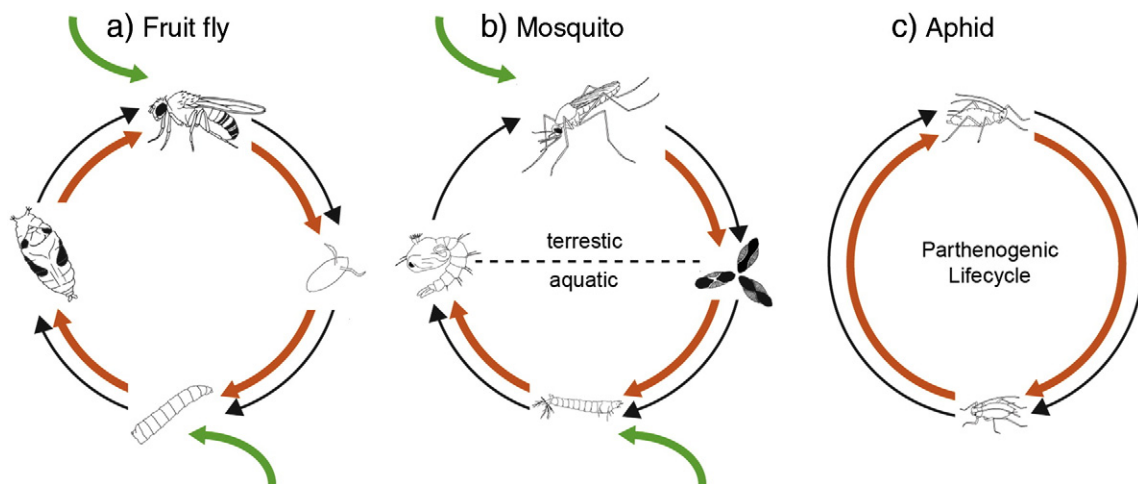 a) Fruit fly
b) Mosquito
c) Aphid
terrestic
aquatic
Parthenogenic
Lifecycle